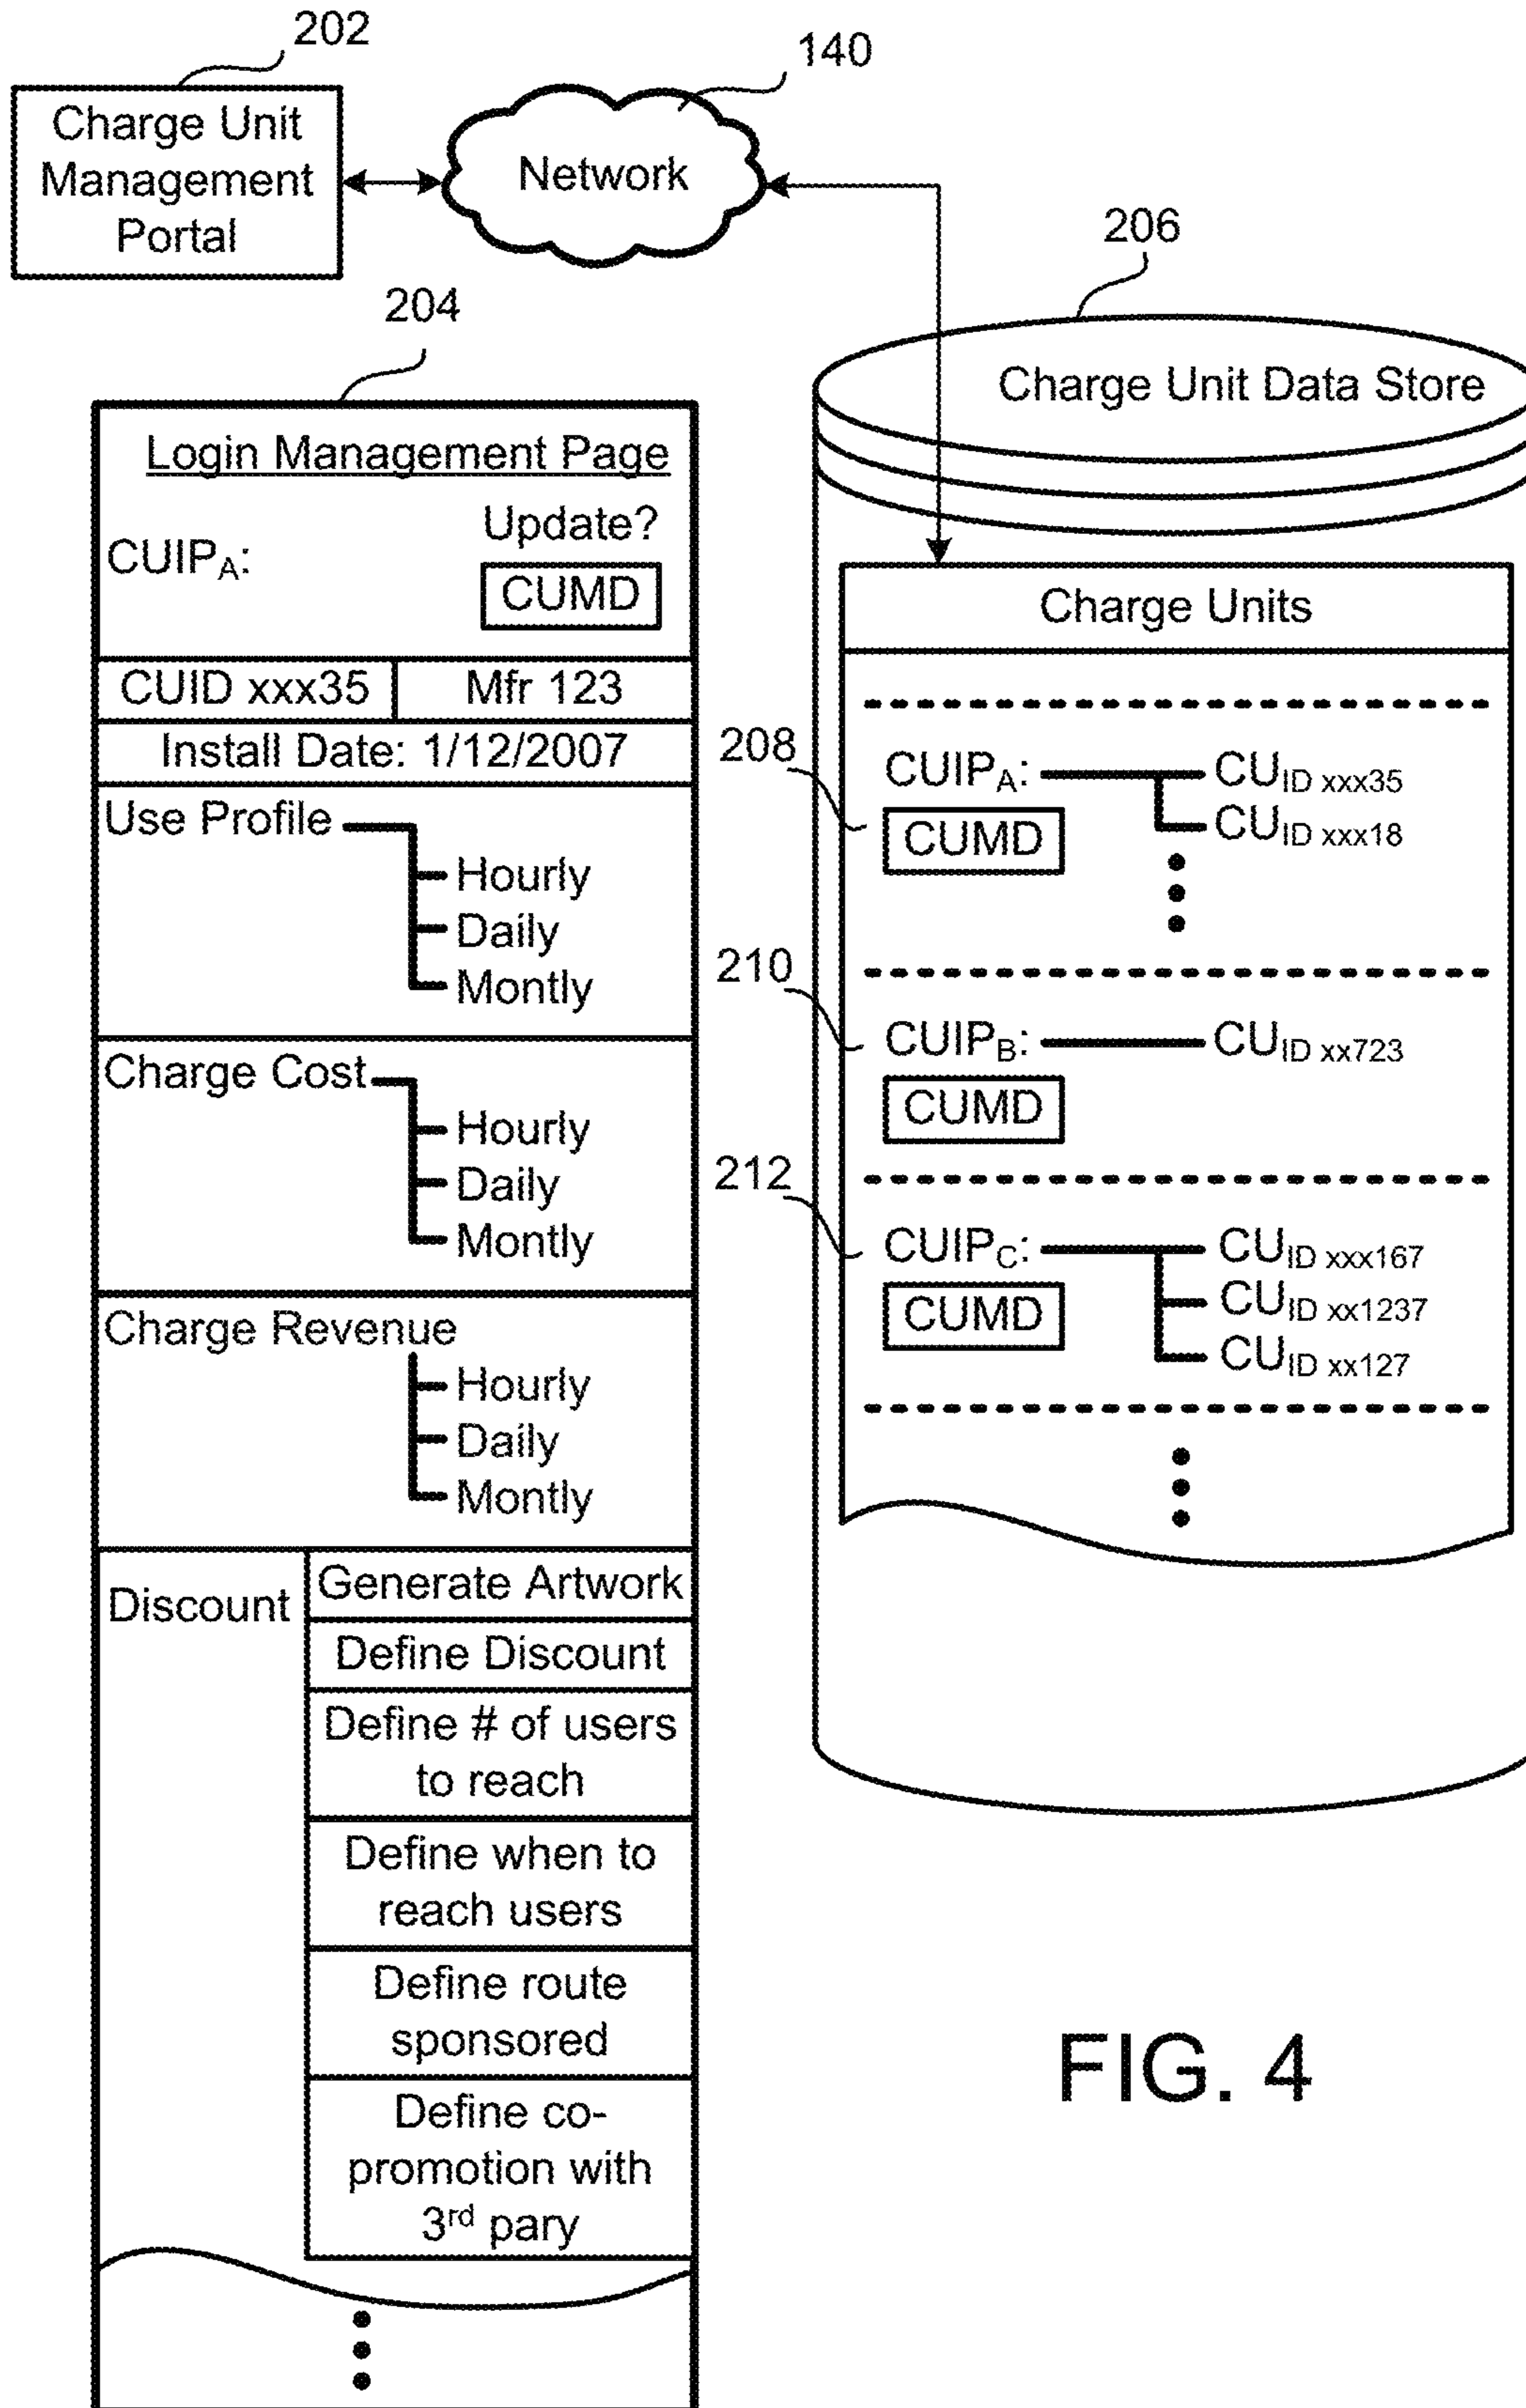 202
140
Charge Unit
Management
Portal
Network
206
Charge Unit Data Store
204
Login Management Page
Update?
CUIPA:
CUMD
CUID xxx35
Mfr 123
Install Date: 1/12/2007
Use Profile
Hourly
Daily
Montly
Charge Cost
Hourly
Daily
Montly
Charge Revenue
Hourly
Daily
Montly
Discount
Generate Artwork
Define Discount
Define # of users
to reach
Define when to
reach users
Define route
sponsored
Define co-
promotion with
3rd pary
Charge Units
208
CUIPA:
CUID xxx35
CUMD
CUID xxx18
210
CUIPB:
CUID xx723
CUMD
212
CUIPC:
CUID xxx167
CUMD
CUID xx1237
CUID xx127
FIG. 4